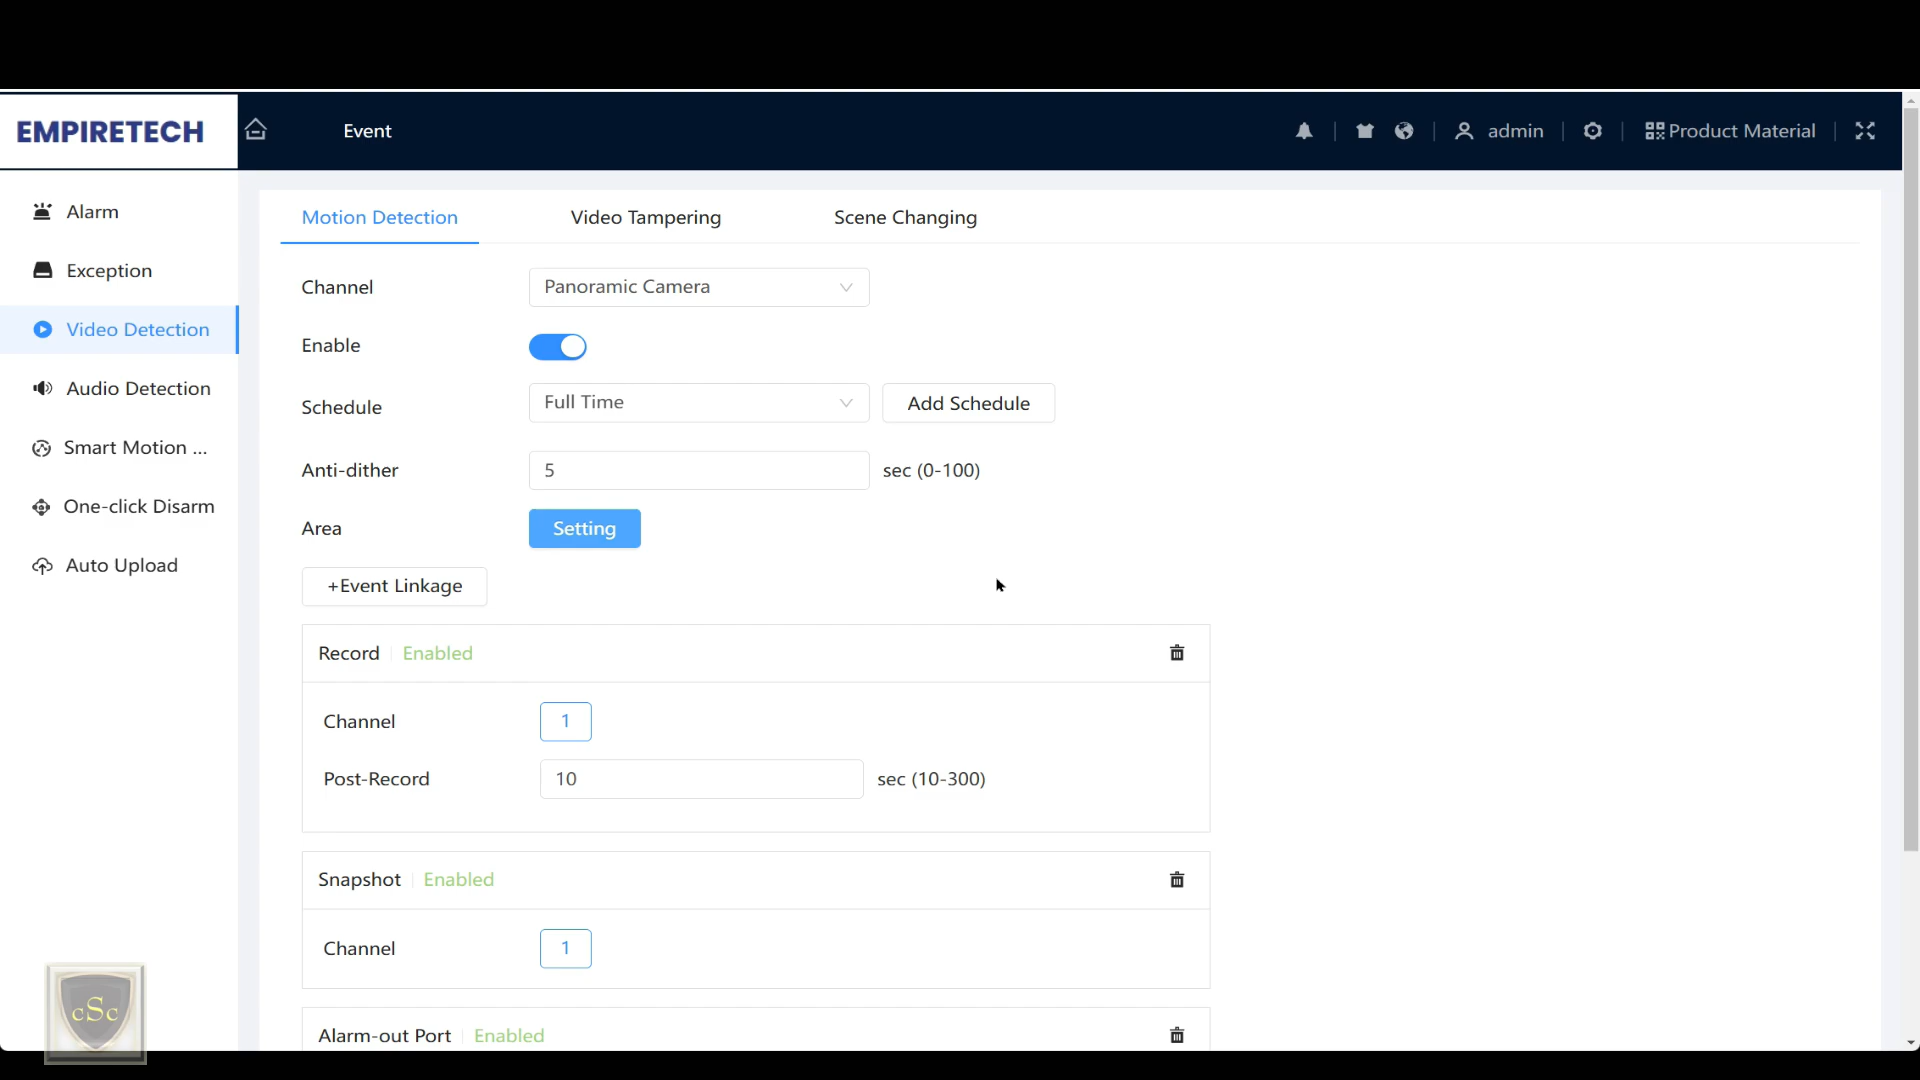 EMPIRETECH
Event
admin
Product Material
Alarm
Exception
Video Detection
Audio Detection
Smart Motion ...
One-click Disarm
Auto Upload
Motion Detection
Video Tampering
Scene Changing
Channel
Panoramic Camera
Enable
Schedule
Full Time
Add Schedule
Anti-dither
5
sec (0-100)
Area
Setting
+Event Linkage
Record
Enabled
Channel
1
Post-Record
10
sec (10-300)
Snapshot
Enabled
Channel
1
Alarm-out Port
Enabled
cSc